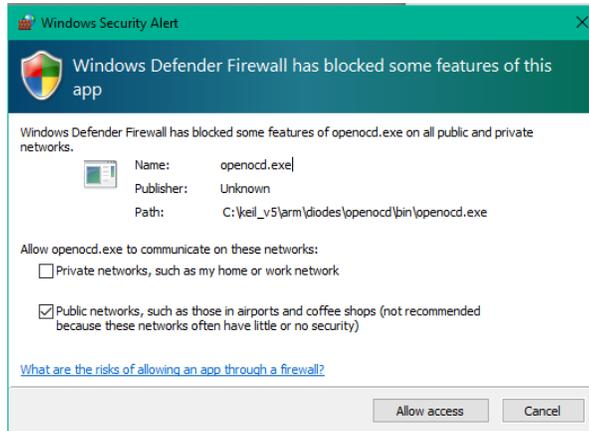 Windows Security Alert
Windows Defender Firewall has blocked some features of this
app
Windows Defender Firewall has blocked some features of openocd.exe on all public and private
networks.
Name: openocd.exe
Publisher: Unknown
Path: C:\keil_v5\arm\diodes\openocd\bin\openocd.exe
Allow openocd.exe to communicate on these networks:
Private networks, such as my home or work network
Public networks, such as those in airports and coffee shops (not recommended
because these networks often have little or no security)
What are the risks of allowing an app through a firewall?
Allow access Cancel